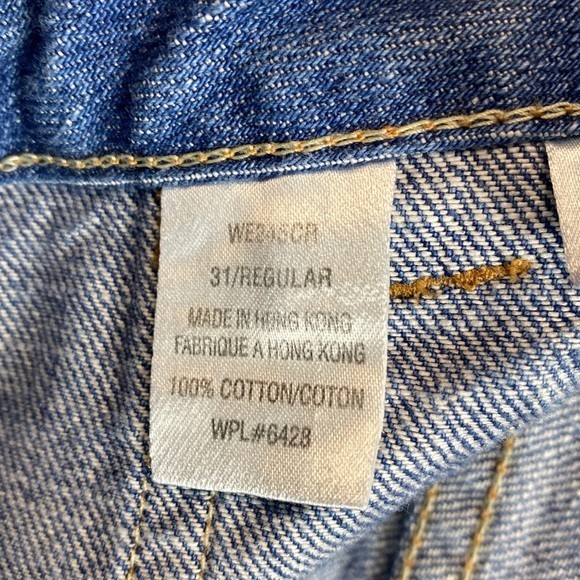 31/REGULAR
MADE IN HONG KONG
FABRIQUE A HONG KONG
100% COTTON/COTON
WPL#6428